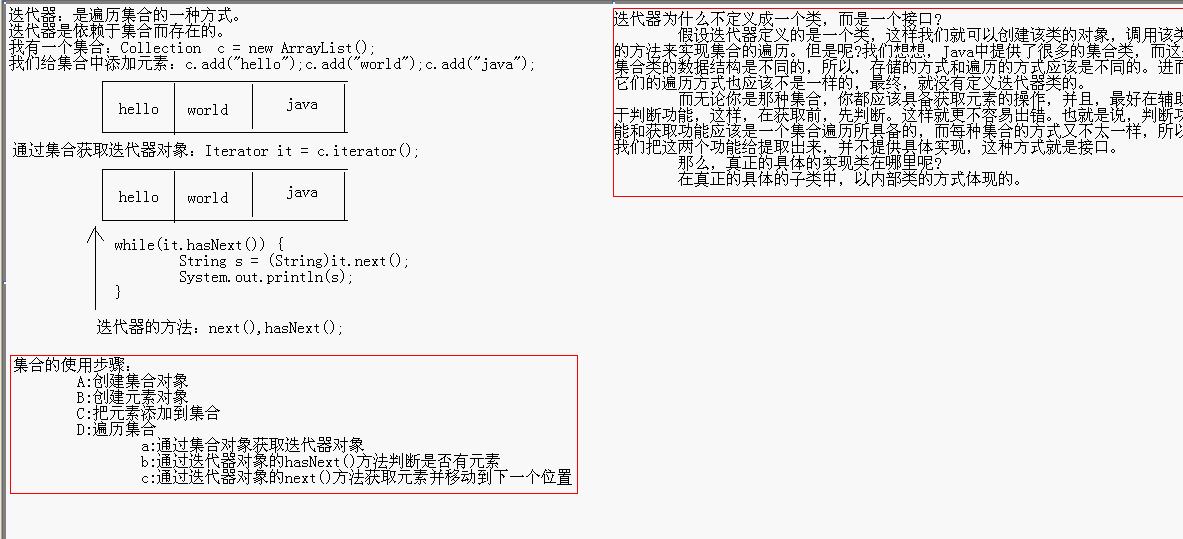 迭代器：是遍历集合的一种方式。
迭代器是依赖于集合而存在的。
我有一个集合：Collection  c = new ArrayList();
我们给集合中添加元素：c.add("hello");c.add("world");c.add("java");
hello world java
通过集合获取迭代器对象：Iterator it = c.iterator();
hello world java
while(it.hasNext()) {
String s = (String)it.next();
System.out.println(s);
}
迭代器的方法：next(),hasNext();
集合的使用步骤：
A:创建集合对象
B:创建元素对象
C:把元素添加到集合
D:遍历集合
a:通过集合对象获取迭代器对象
b:通过迭代器对象的hasNext()方法判断是否有元素
c:通过迭代器对象的next()方法获取元素并移动到下一个位置
迭代器为什么不定义成一个类，而是一个接口?
假设迭代器定义的是一个类，这样我们就可以创建该类的对象，调用该类
的方法来实现集合的遍历。但是呢?我们想想，Java中提供了很多的集合类，而这
集合类的数据结构是不同的，所以，存储的方式和遍历的方式应该是不同的。进而
它们的遍历方式也应该不是一样的，最终，就没有定义迭代器类的。
而无论你是那种集合，你都应该具备获取元素的操作，并且，最好在辅助
于判断功能，这样，在获取前，先判断。这样就更不容易出错。也就是说，判断功
能和获取功能应该是一个集合遍历所具备的，而每种集合的方式又不太一样，所以
我们把这两个功能给提取出来，并不提供具体实现，这种方式就是接口。
那么，真正的具体的实现类在哪里呢?
在真正的具体的子类中，以内部类的方式体现的。